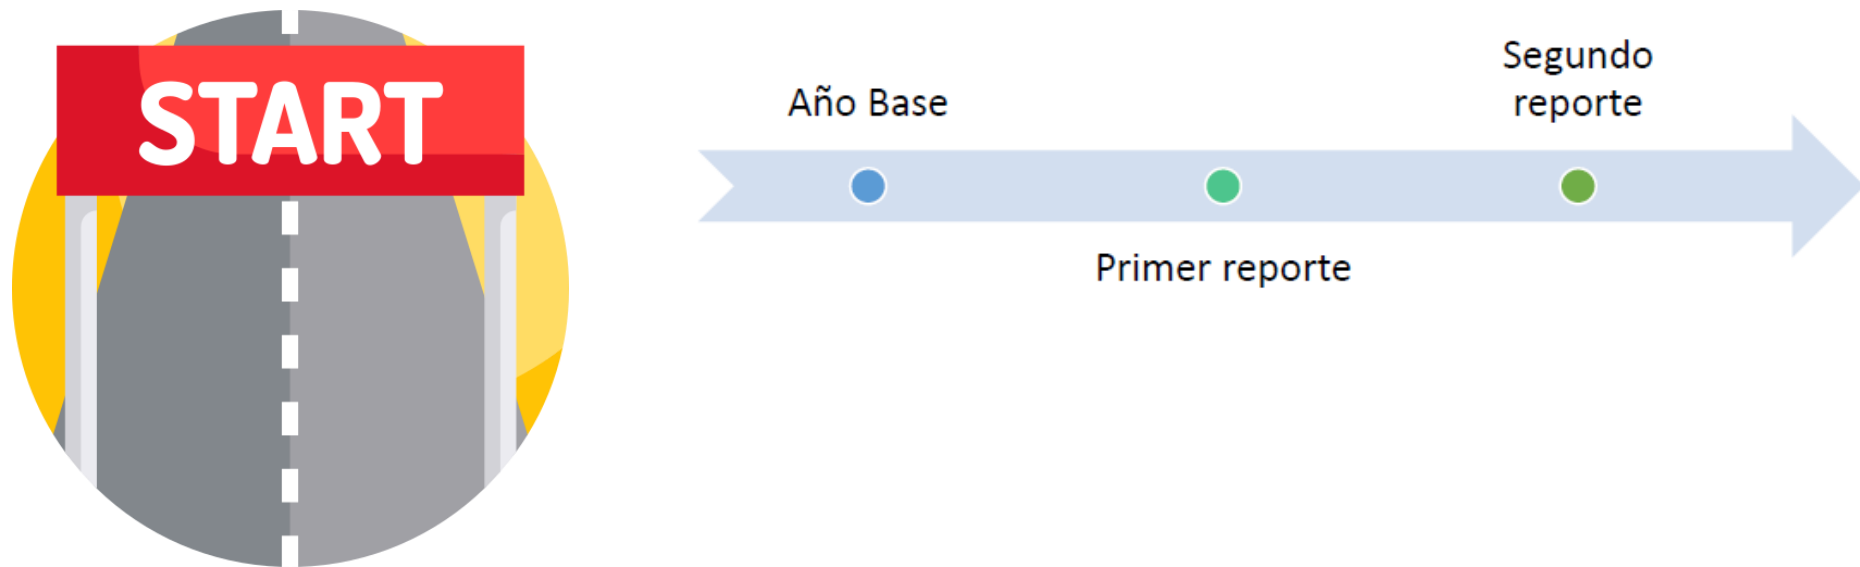 START
Año Base
Primer reporte
Segundo
reporte